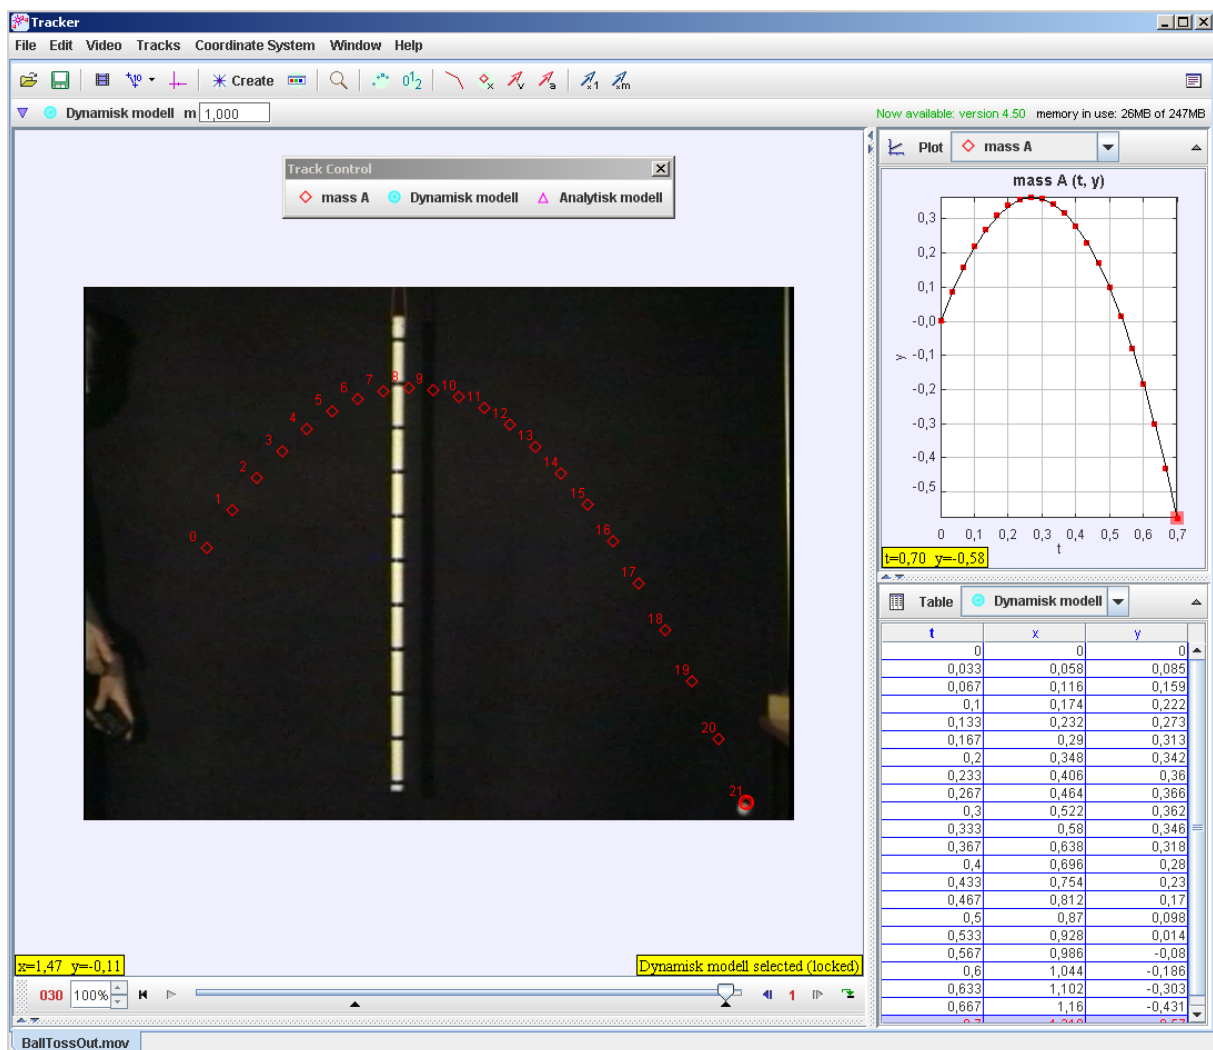 Tracker
File Edit Video Tracks Coordinate System Window Help
10 Create 0 1 2 x v a x1 xm
Dynamisk modell m 1,000 Now available: version 4.50 memory in use: 26MB of 247MB
Track Control
mass A Dynamisk modell Analytisk modell
0
1
2
3
4
5
6
7
8
9
10
11
12
13
14
15
16
17
18
19
20
21
x=1,47 y=-0,11 Dynamisk modell selected (locked)
030 100% 1
BallTossOut.mov
Plot mass A
mass A (t, y)
0,3
0,2
0,1
-0,0
y -0,1
-0,2
-0,3
-0,4
-0,5
0 0,1 0,2 0,3 0,4 0,5 0,6 0,7
t
t=0,70 y=-0,58
Table Dynamisk modell
t x y
0 0 0
0,033 0,058 0,085
0,067 0,116 0,159
0,1 0,174 0,222
0,133 0,232 0,273
0,167 0,29 0,313
0,2 0,348 0,342
0,233 0,406 0,36
0,267 0,464 0,366
0,3 0,522 0,362
0,333 0,58 0,346
0,367 0,638 0,318
0,4 0,696 0,28
0,433 0,754 0,23
0,467 0,812 0,17
0,5 0,87 0,098
0,533 0,928 0,014
0,567 0,986 -0,08
0,6 1,044 -0,186
0,633 1,102 -0,303
0,667 1,16 -0,431